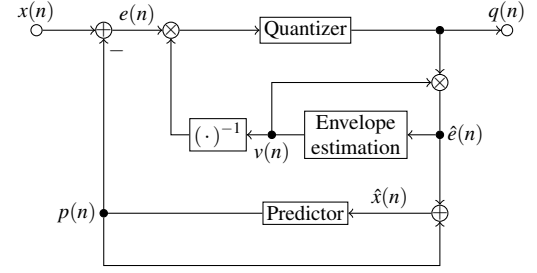 x(n) e(n) Quantizer q(n)
−
(·)⁻¹ v(n) Envelope estimation ê(n)
p(n) Predictor x̂(n)